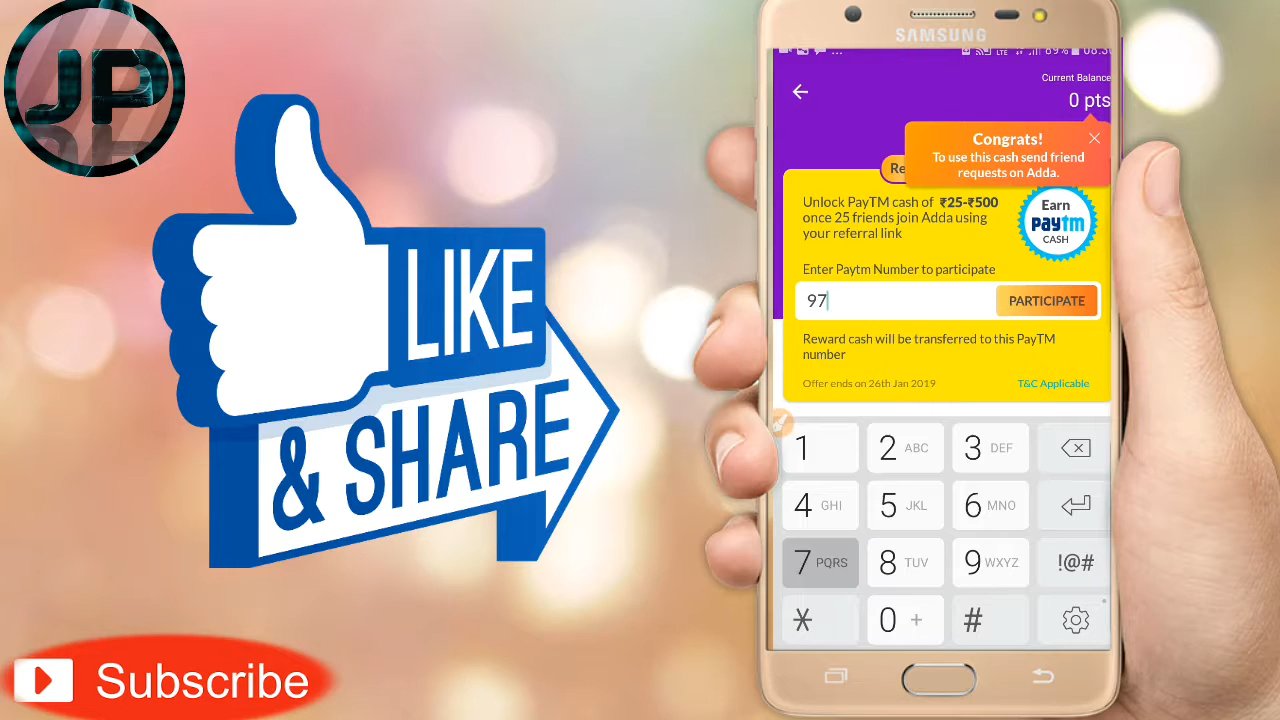 JP
LIKE
& SHARE
Subscribe
SAMSUNG
LTE
89%
Current Balance
0 pts
Congrats!
To use this cash send friend
requests on Adda.
Re
Unlock PayTM cash of ₹25-₹500
once 25 friends join Adda using
your referral link
Earn
paytm
CASH
Enter Paytm Number to participate
97
PARTICIPATE
Reward cash will be transferred to this PayTM
number
Offer ends on 26th Jan 2019
T&C Applicable
1
2 ABC
3 DEF
4 GHI
5 JKL
6 MNO
7 PQRS
8 TUV
9 WXYZ
!@#
*
0 +
#